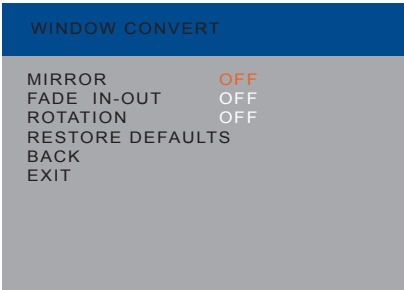 WINDOW CONVERT
MIRROR OFF
FADE IN-OUT OFF
ROTATION OFF
RESTORE DEFAULTS
BACK
EXIT